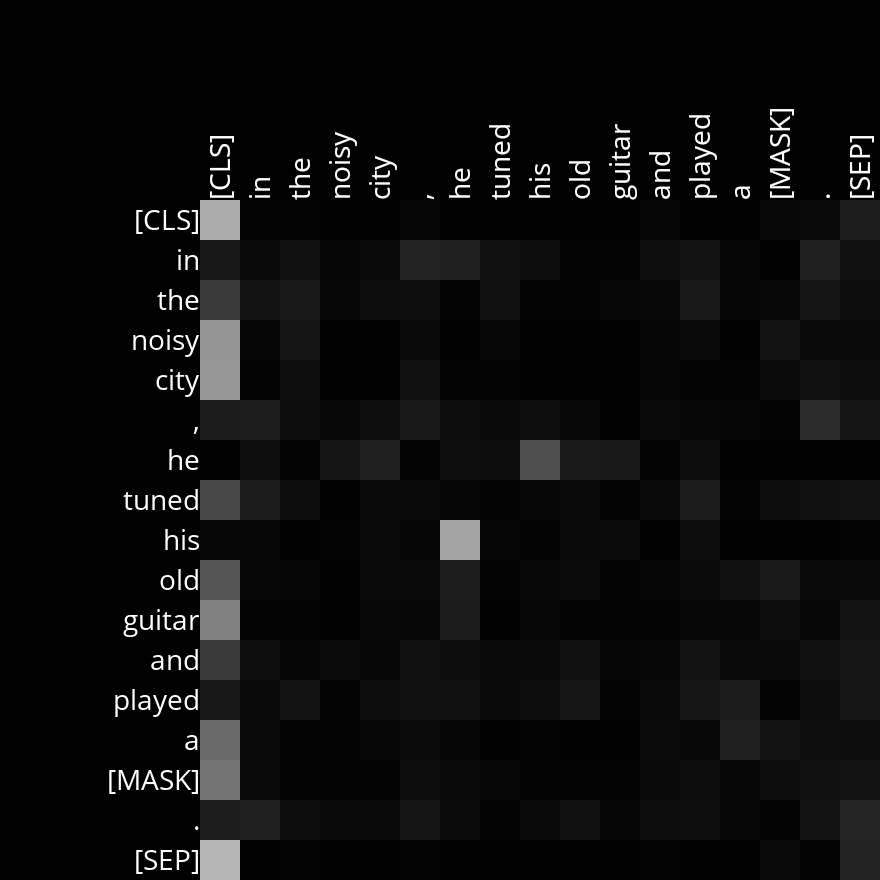 [CLS] in the noisy city , he tuned his old guitar and played a [MASK] . [SEP]
[CLS]
in
the
noisy
city
,
he
tuned
his
old
guitar
and
played
a
[MASK]
.
[SEP]